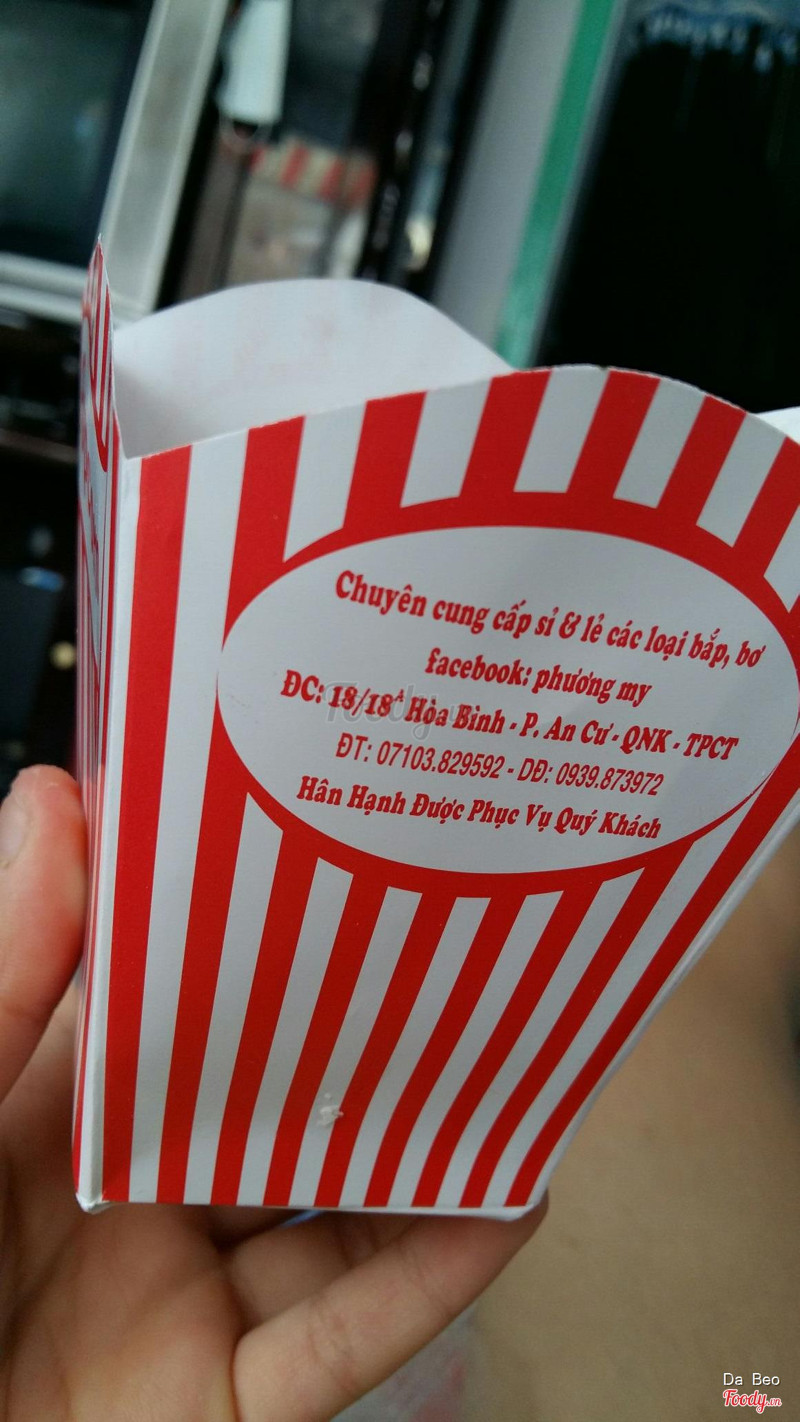 Chuyên cung cấp sỉ & lẻ các loại bắp, bơ
facebook: phương my
ĐC: 18/18A Hòa Bình - P. An Cư - QNK - TPCT
ĐT: 07103.829592 - DĐ: 0939.873972
Hân Hạnh Được Phục Vụ Quý Khách
Foody.vn
Da Beo
Foody.vn